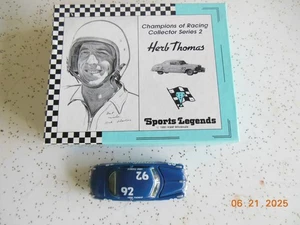 Champions of Racing
Collector Series 2
Herb Thomas
Sports Legends
92
92
06.21.2025